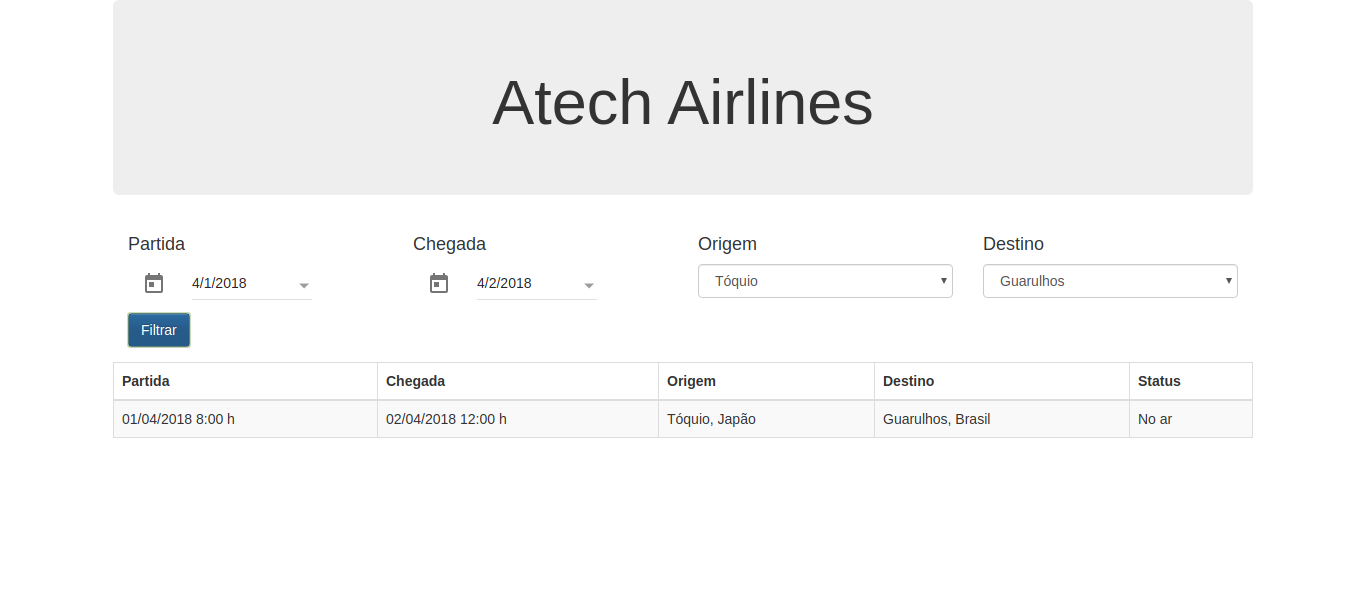 Atech Airlines
Partida Chegada Origem Destino
4/1/2018 4/2/2018 Tóquio Guarulhos
Filtrar
Partida Chegada Origem Destino Status
01/04/2018 8:00 h 02/04/2018 12:00 h Tóquio, Japão Guarulhos, Brasil No ar